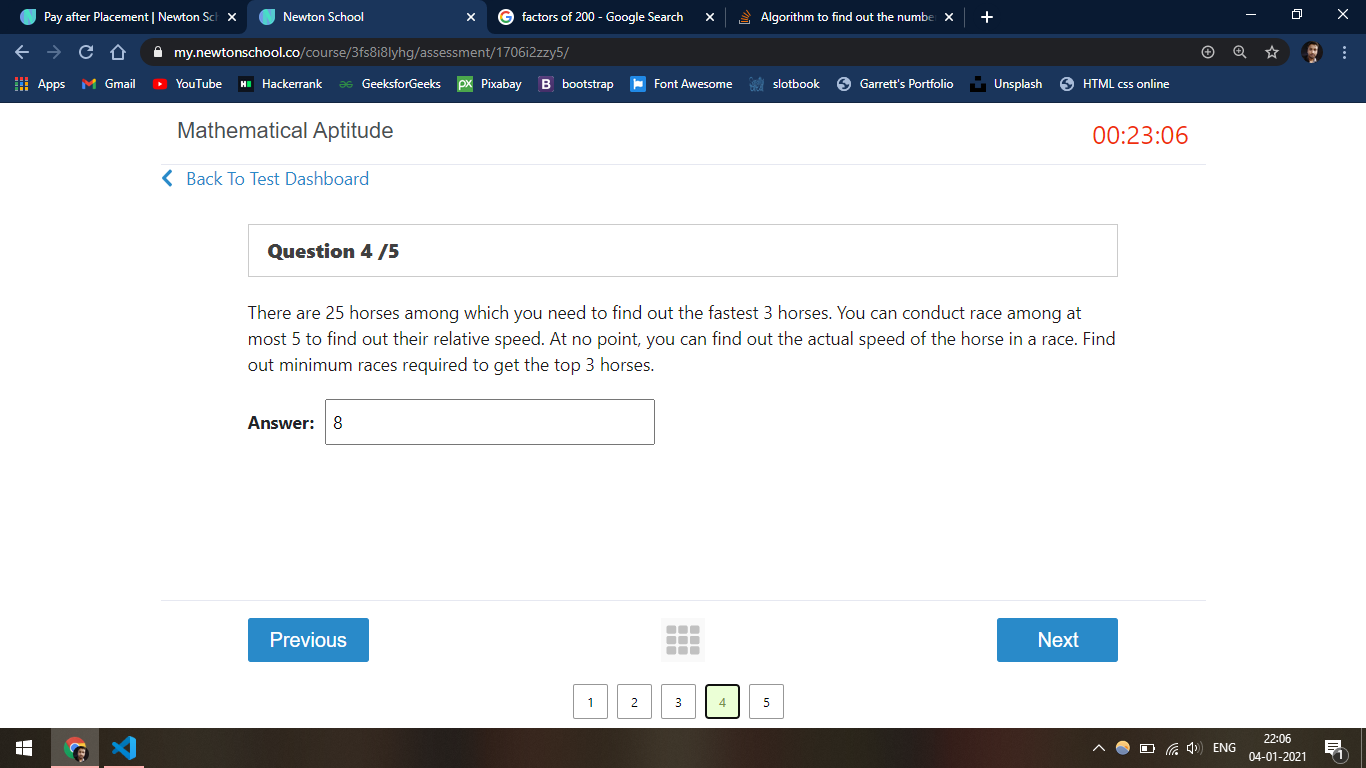 Pay after Placement | Newton Sch
Newton School
factors of 200 - Google Search
Algorithm to find out the numbe
my.newtonschool.co/course/3fs8i8lyhg/assessment/1706i2zzy5/
Apps Gmail YouTube Hackerrank GeeksforGeeks Pixabay bootstrap Font Awesome slotbook Garrett's Portfolio Unsplash HTML css online
Mathematical Aptitude
00:23:06
Back To Test Dashboard
Question 4 /5
There are 25 horses among which you need to find out the fastest 3 horses. You can conduct race among at
most 5 to find out their relative speed. At no point, you can find out the actual speed of the horse in a race. Find
out minimum races required to get the top 3 horses.
Answer: 8
Previous Next
1 2 3 4 5
ENG
22:06
04-01-2021
1